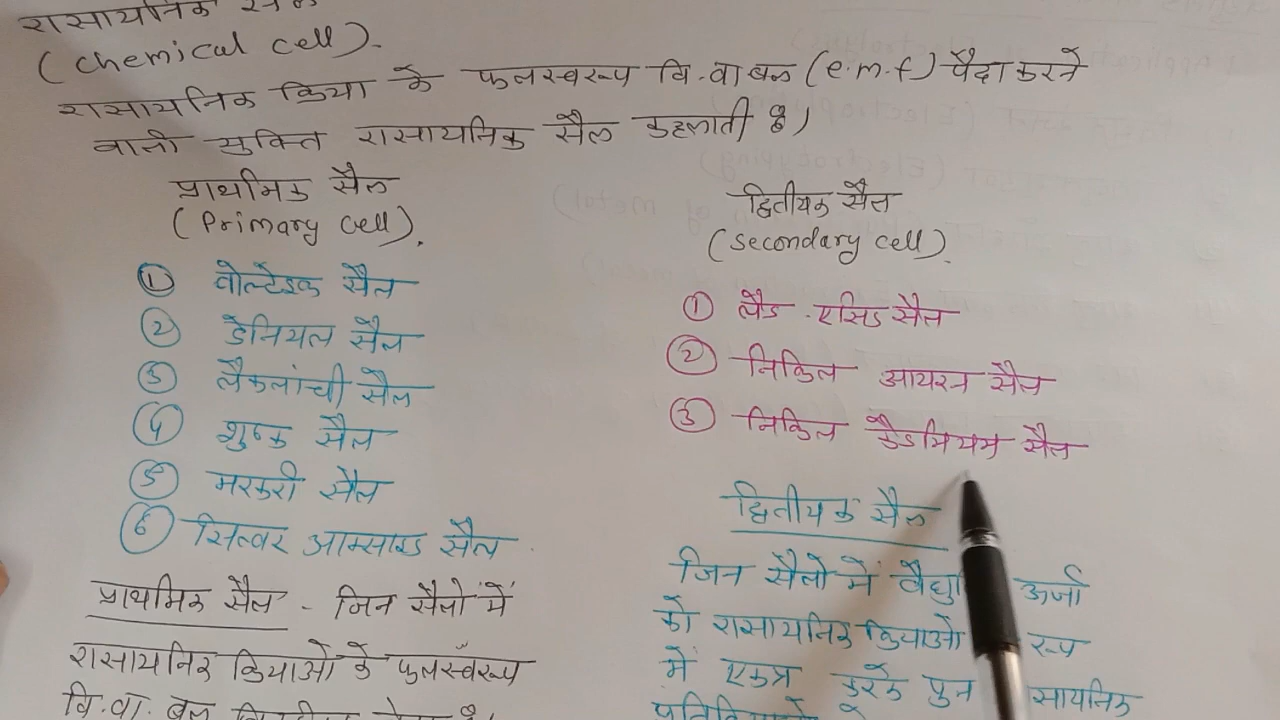 रासायनिक सैल
(Chemical cell).
रासायनिक क्रिया के फलस्वरूप वि.वा बल (e.m.f) पैदा करने
वाली युक्ति रासायनिक सैल कहलाती है।
प्राथमिक सैल
(Primary cell).
① वोल्टेइक सैल
② डेनियल सैल
③ लैकलांची सैल
④ शुष्क सैल
⑤ मरकरी सैल
⑥ सिल्वर आक्साइड सैल
प्राथमिक सैल - जिन सैलों में
रासायनिक क्रियाओं के फलस्वरूप
वि.वा. बल
द्वितीयक सैल
(Secondary cell).
① लैड-एसिड सैल
② निकिल आयरन सैल
③ निकिल कैडमियम सैल
द्वितीयक सैल
जिन सैलो में ऊर्जा
को रासायनिक क्रियाओं रूप
में एकत्र करके